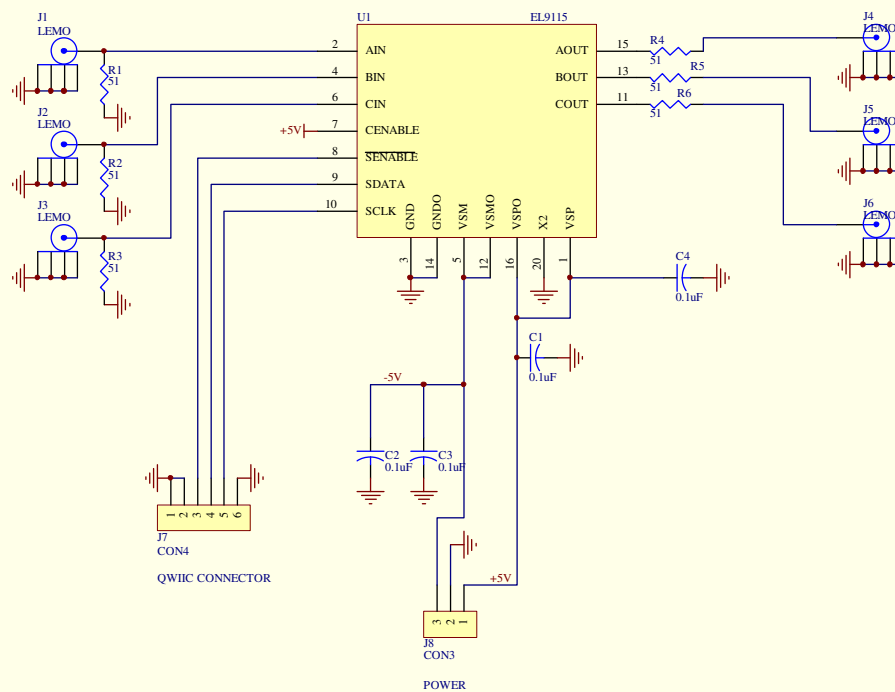 J1
LEMO
R1
51
J2
LEMO
R2
51
J3
LEMO
R3
51
U1
EL9115
2
AIN
4
BIN
6
CIN
+5V
7
CENABLE
8
SENABLE
9
SDATA
10
SCLK
AOUT
15
BOUT
13
COUT
11
GND
GNDO
VSM
VSMO
VSPO
X2
VSP
3
14
5
12
16
20
1
R4
51
R5
51
R6
51
J4
LEMO
J5
LEMO
J6
LEMO
C4
0.1uF
C1
0.1uF
-5V
C2
0.1uF
C3
0.1uF
1
2
3
4
5
6
J7
CON4
QWIIC CONNECTOR
+5V
3
2
1
J8
CON3
POWER